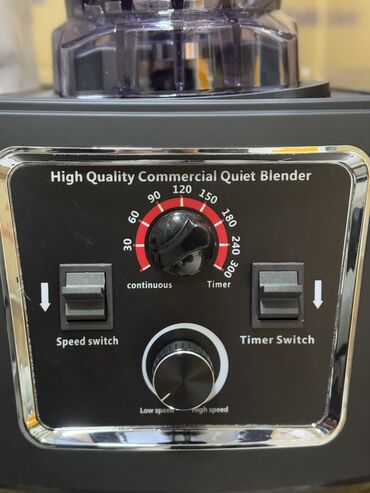 High Quality Commercial Quiet Blender
30 60 90 120 150 180 240 300
continuous Timer
Speed switch Timer Switch
Low speed High speed